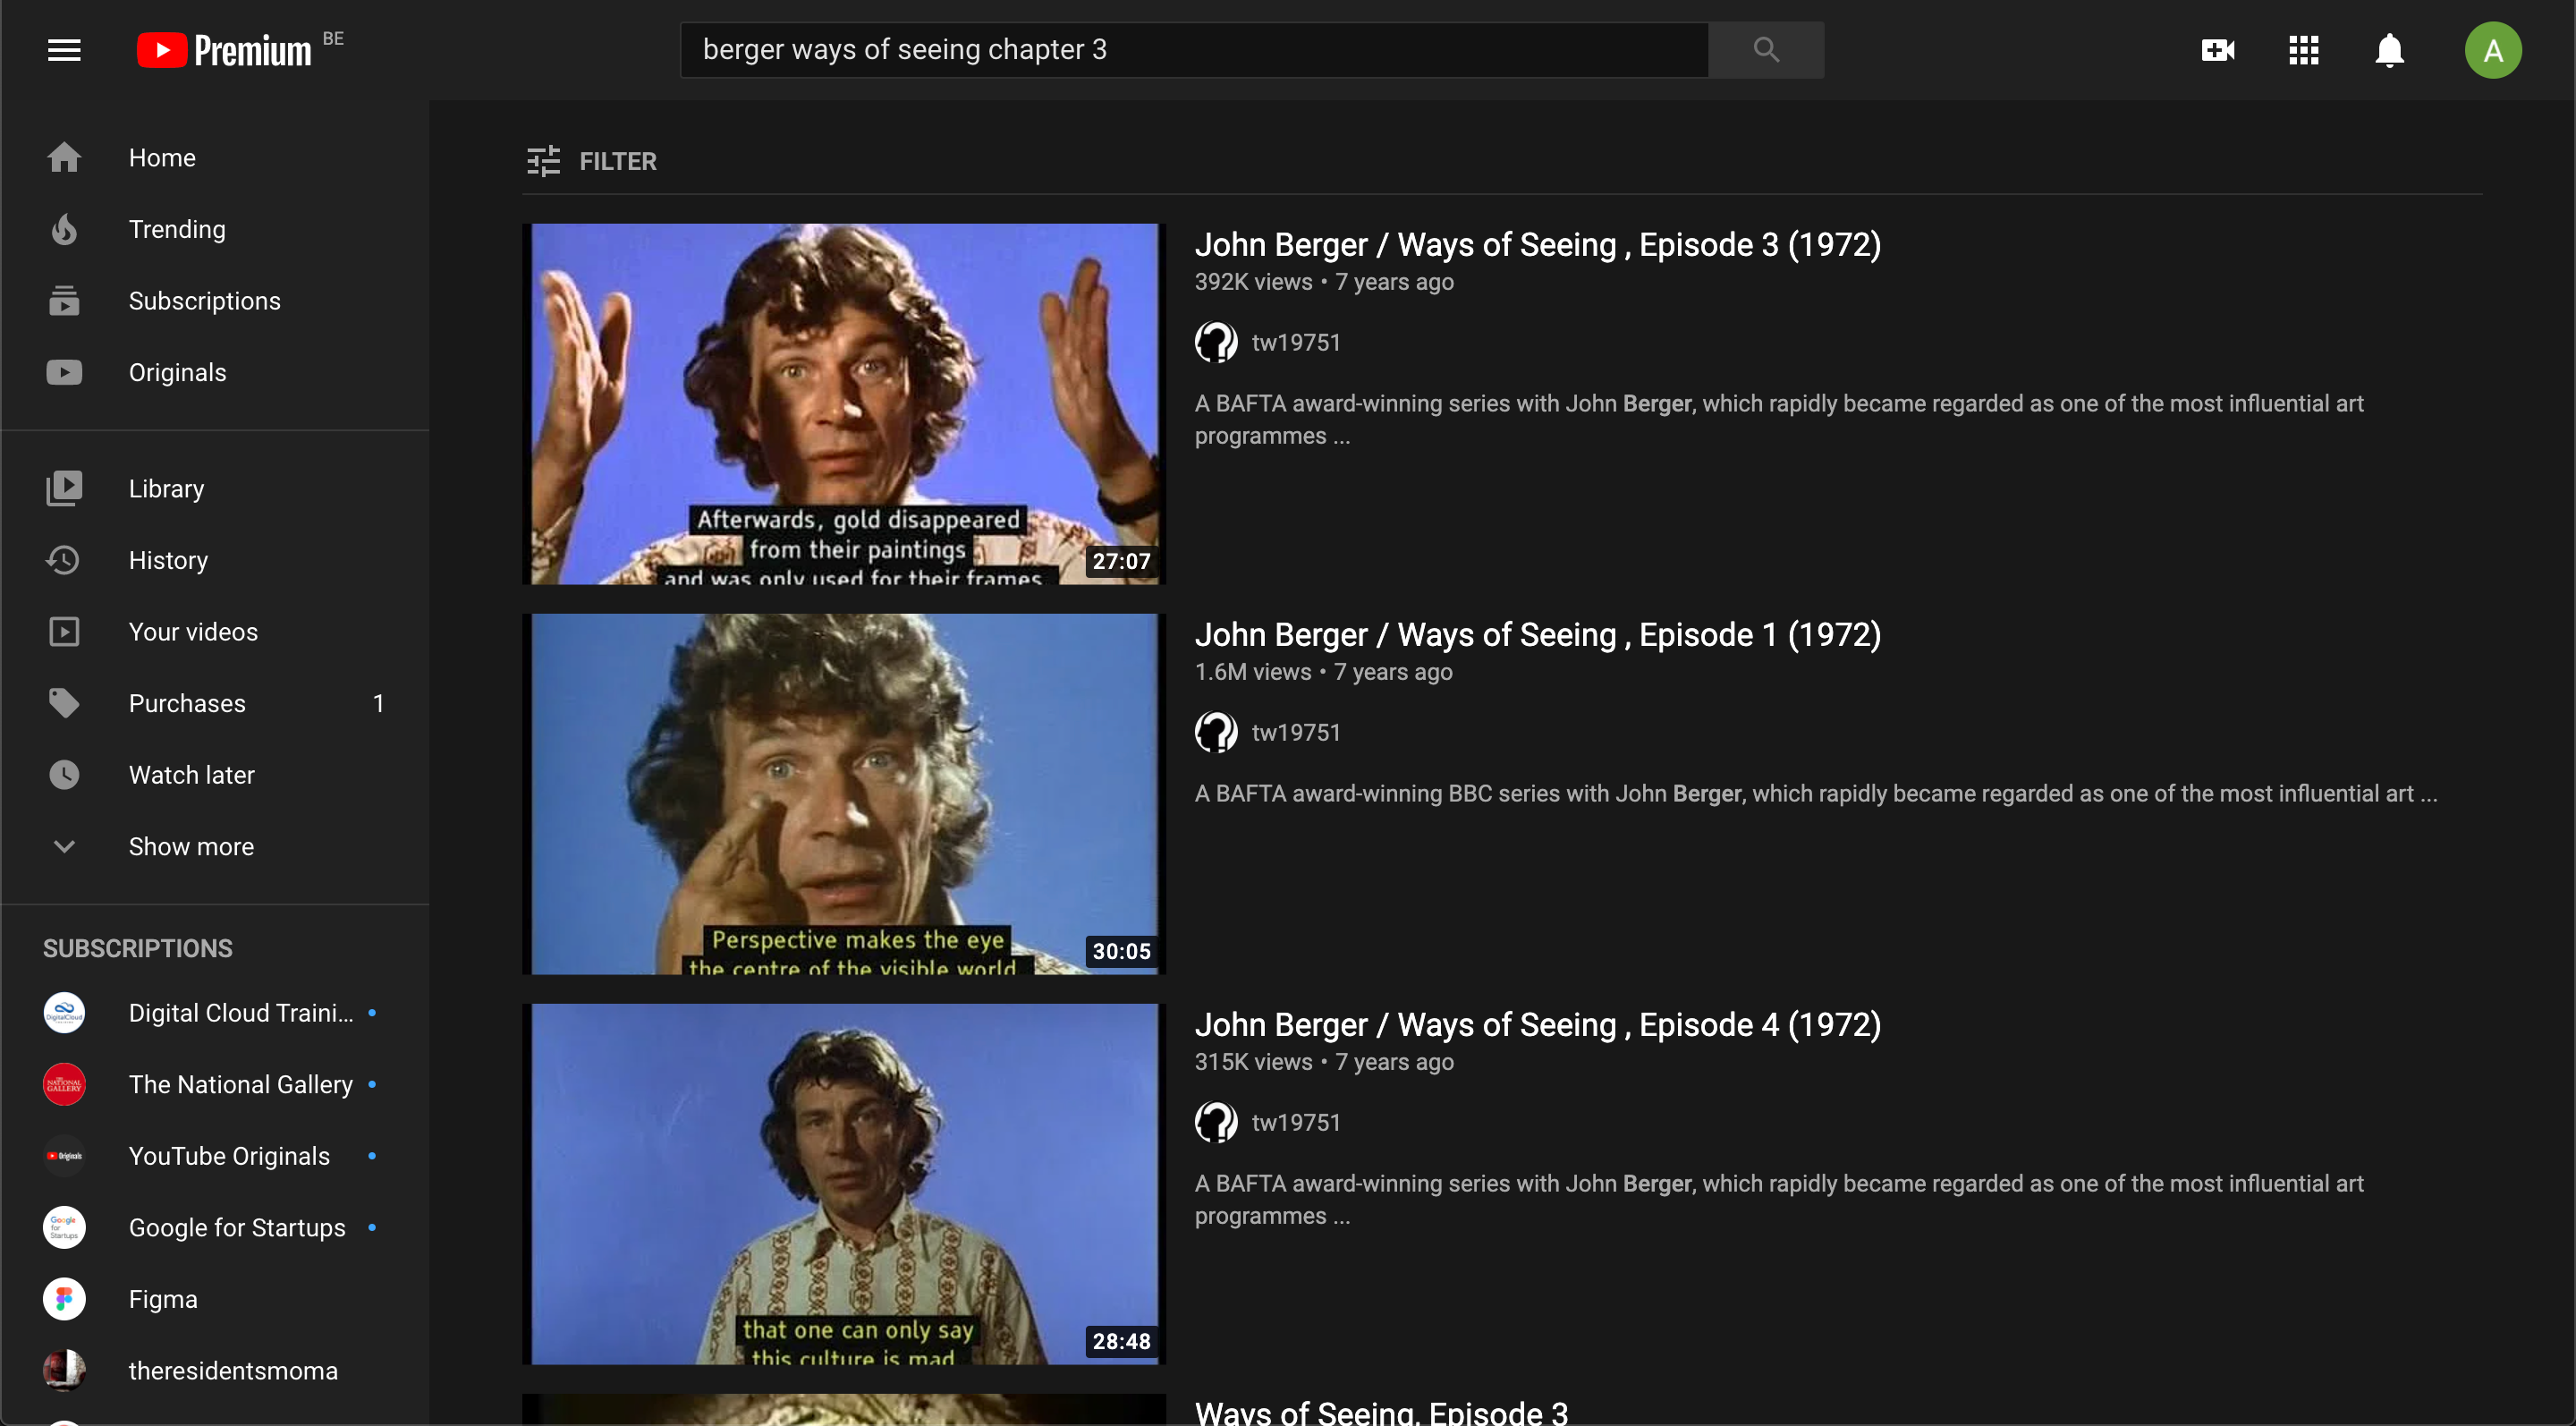 Premium BE
berger ways of seeing chapter 3
A
Home
Trending
Subscriptions
Originals
Library
History
Your videos
Purchases 1
Watch later
Show more
SUBSCRIPTIONS
Digital Cloud Traini...
DigitalCloud
The National Gallery
THE
NATIONAL
GALLERY
YouTube Originals
Originals
Google for Startups
Google
for
Startups
Figma
theresidentsmoma
FILTER
Afterwards, gold disappeared
from their paintings
and was only used for their frames
27:07
John Berger / Ways of Seeing , Episode 3 (1972)
392K views • 7 years ago
tw19751
A BAFTA award-winning series with John Berger, which rapidly became regarded as one of the most influential art
programmes ...
Perspective makes the eye
the centre of the visible world
30:05
John Berger / Ways of Seeing , Episode 1 (1972)
1.6M views • 7 years ago
tw19751
A BAFTA award-winning BBC series with John Berger, which rapidly became regarded as one of the most influential art ...
that one can only say
this culture is mad
28:48
John Berger / Ways of Seeing , Episode 4 (1972)
315K views • 7 years ago
tw19751
A BAFTA award-winning series with John Berger, which rapidly became regarded as one of the most influential art
programmes ...
Ways of Seeing, Episode 3